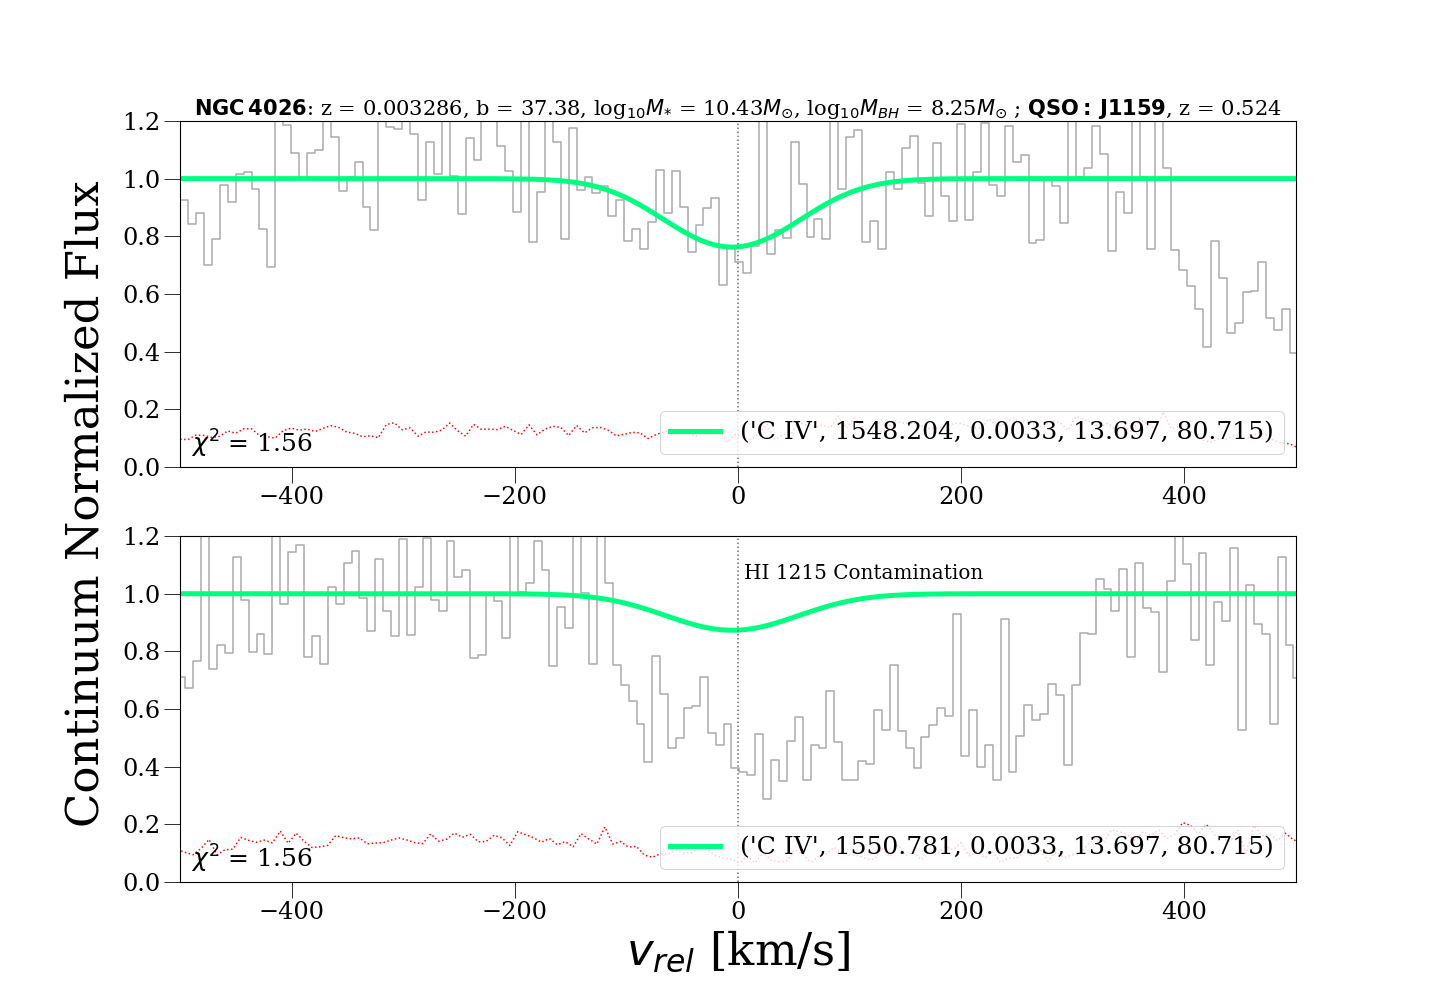 NGC 4026: z = 0.003286, b = 37.38, log₁₀M* = 10.43M⊙, log₁₀M_BH = 8.25M⊙ ; QSO : J1159, z = 0.524
Continuum Normalized Flux
1.2
1.0
0.8
0.6
0.4
0.2
0.0
χ² = 1.56
('C IV', 1548.204, 0.0033, 13.697, 80.715)
−400 −200 0 200 400
1.2
1.0
0.8
0.6
0.4
0.2
0.0
HI 1215 Contamination
χ² = 1.56
('C IV', 1550.781, 0.0033, 13.697, 80.715)
−400 −200 0 200 400
v_rel [km/s]